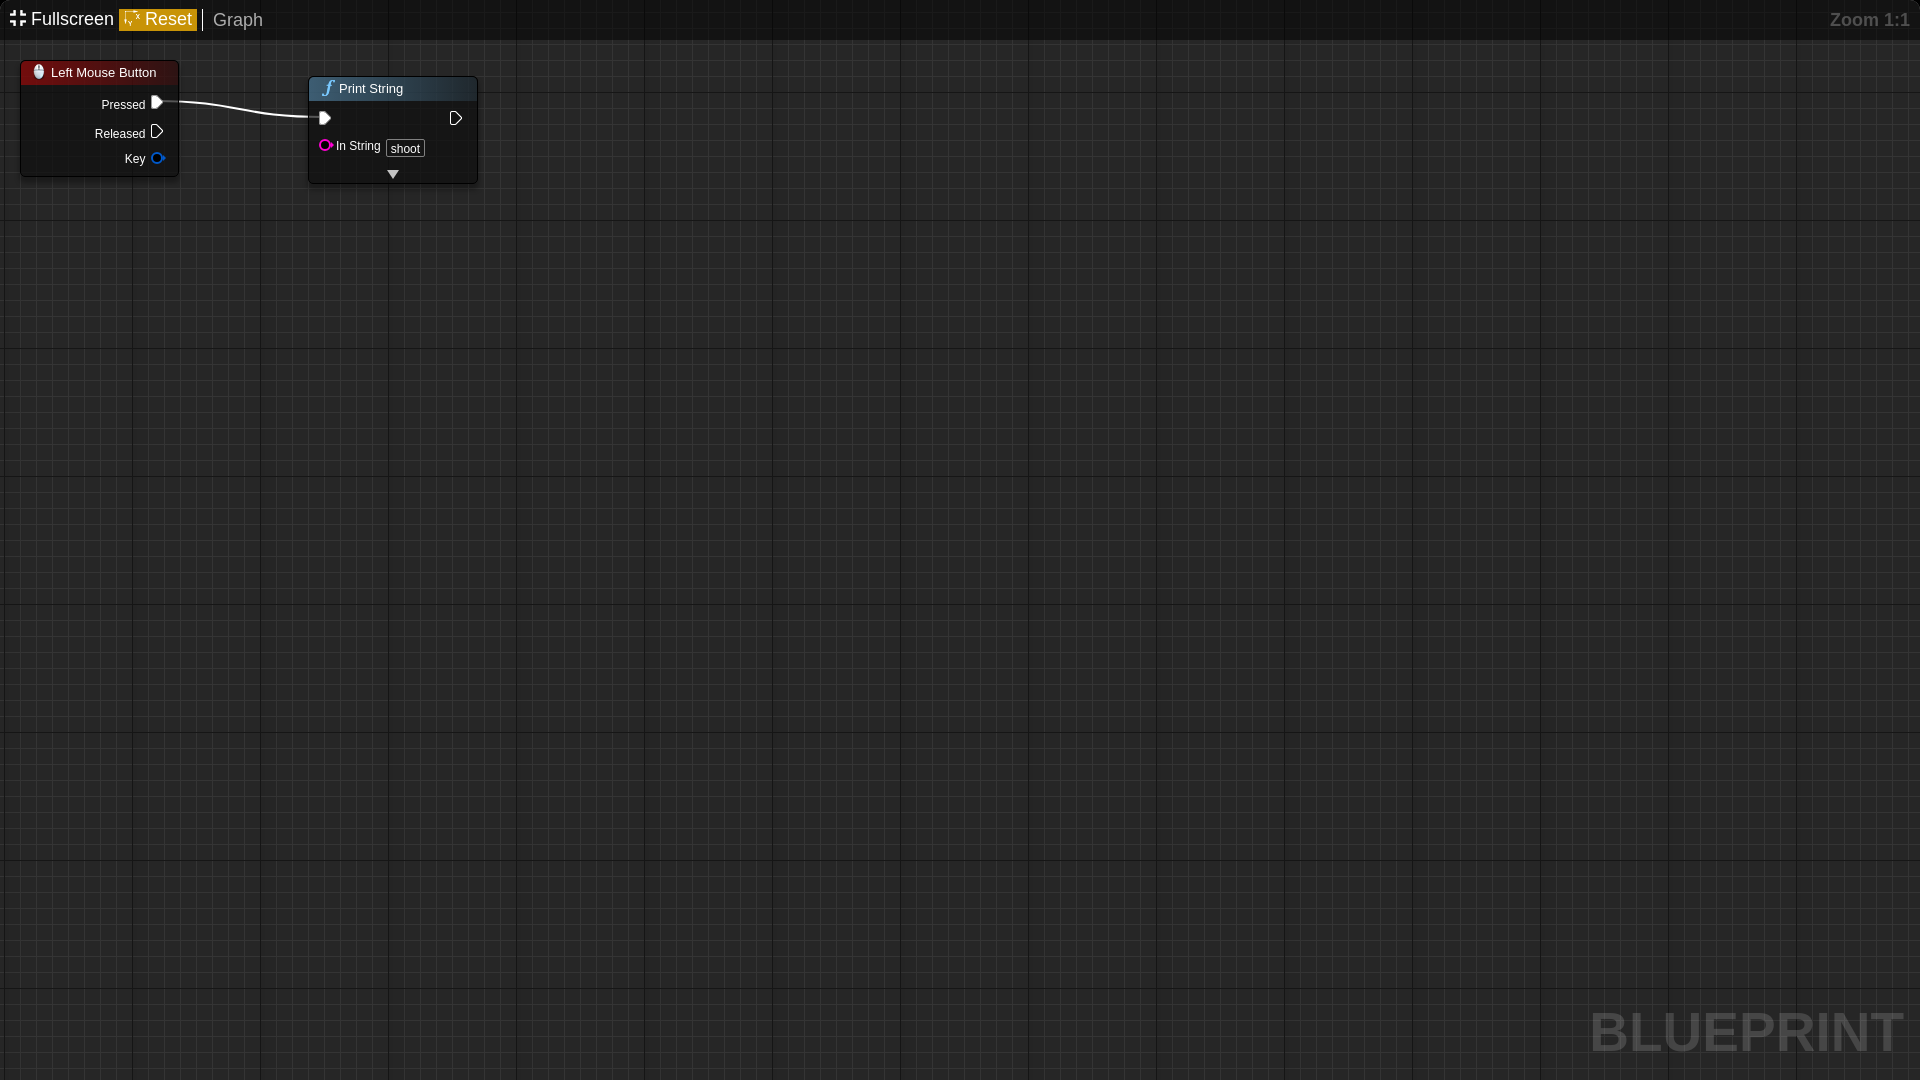 Fullscreen Reset Graph Zoom 1:1
Left Mouse Button
Pressed
Released
Key
Print String
In String shoot
BLUEPRINT